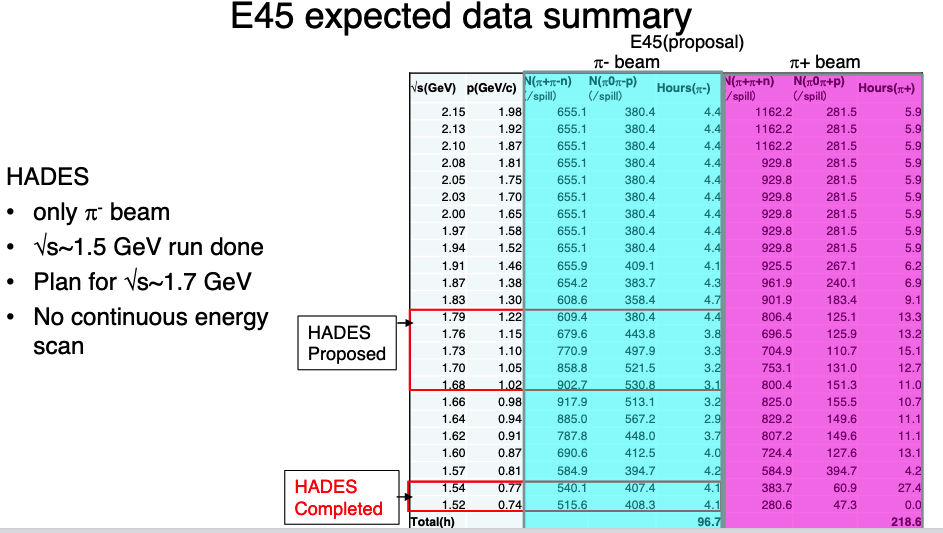 E45 expected data summary
E45(proposal)
π- beam π+ beam
√s(GeV) p(GeV/c) N(π+π-n) (/spill) N(π0π-p) (/spill) Hours(π-) N(π+π+n) (/spill) N(π0π+p) (/spill) Hours(π+)
2.15 1.98 655.1 380.4 4.4 1162.2 281.5 5.9
2.13 1.92 655.1 380.4 4.4 1162.2 281.5 5.9
2.10 1.87 655.1 380.4 4.4 1162.2 281.5 5.9
2.08 1.81 655.1 380.4 4.4 929.8 281.5 5.9
2.05 1.75 655.1 380.4 4.4 929.8 281.5 5.9
2.03 1.70 655.1 380.4 4.4 929.8 281.5 5.9
2.00 1.65 655.1 380.4 4.4 929.8 281.5 5.9
1.97 1.58 655.1 380.4 4.4 929.8 281.5 5.9
1.94 1.52 655.1 380.4 4.4 929.8 281.5 5.9
1.91 1.46 655.9 409.1 4.1 925.5 267.1 6.2
1.87 1.38 654.2 383.7 4.3 961.9 240.1 6.9
1.83 1.30 608.6 358.4 4.7 901.9 183.4 9.1
1.79 1.22 609.4 380.4 4.4 806.4 125.1 13.3
1.76 1.15 679.6 443.8 3.8 696.5 125.9 13.2
1.73 1.10 770.9 497.9 3.3 704.9 110.7 15.1
1.70 1.05 858.8 521.5 3.2 753.1 131.0 12.7
1.68 1.02 902.7 530.8 3.1 800.4 151.3 11.0
1.66 0.98 917.9 513.1 3.2 825.0 155.5 10.7
1.64 0.94 885.0 567.2 2.9 829.2 149.6 11.1
1.62 0.91 787.8 448.0 3.7 807.2 149.6 11.1
1.60 0.87 690.6 412.5 4.0 724.4 127.6 13.1
1.57 0.81 584.9 394.7 4.2 584.9 394.7 4.2
1.54 0.77 540.1 407.4 4.1 383.7 60.9 27.4
1.52 0.74 515.6 408.3 4.1 280.6 47.3 0.0
Total(h) 96.7 218.6
HADES
• only π- beam
• √s~1.5 GeV run done
• Plan for √s~1.7 GeV
• No continuous energy
scan
HADES
Proposed
HADES
Completed